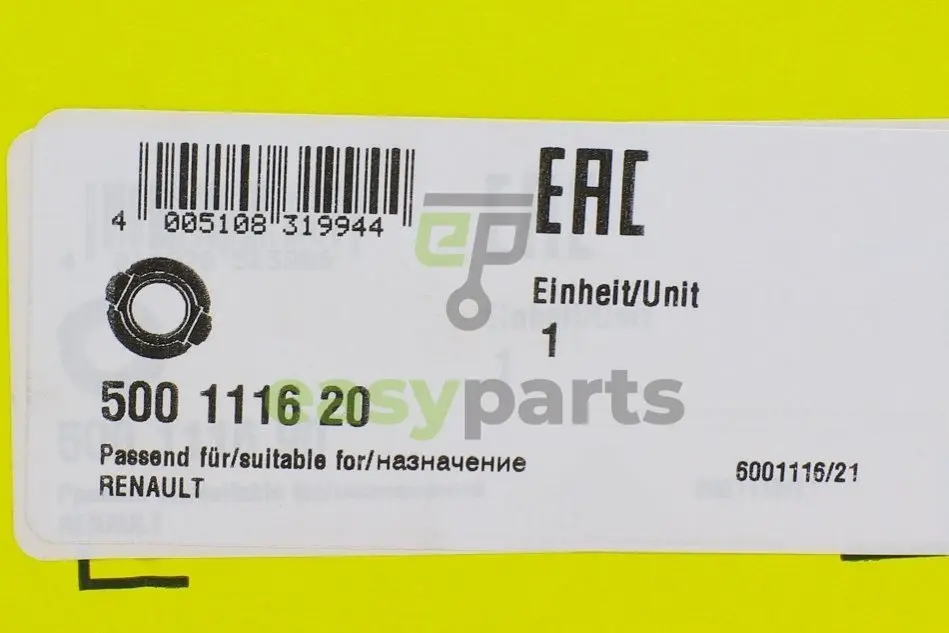 EAC
4 005108 319944
ep
Einheit/Unit
1
500 1116 20
easyparts
Passend für/suitable for/назначение
RENAULT
6001116/21